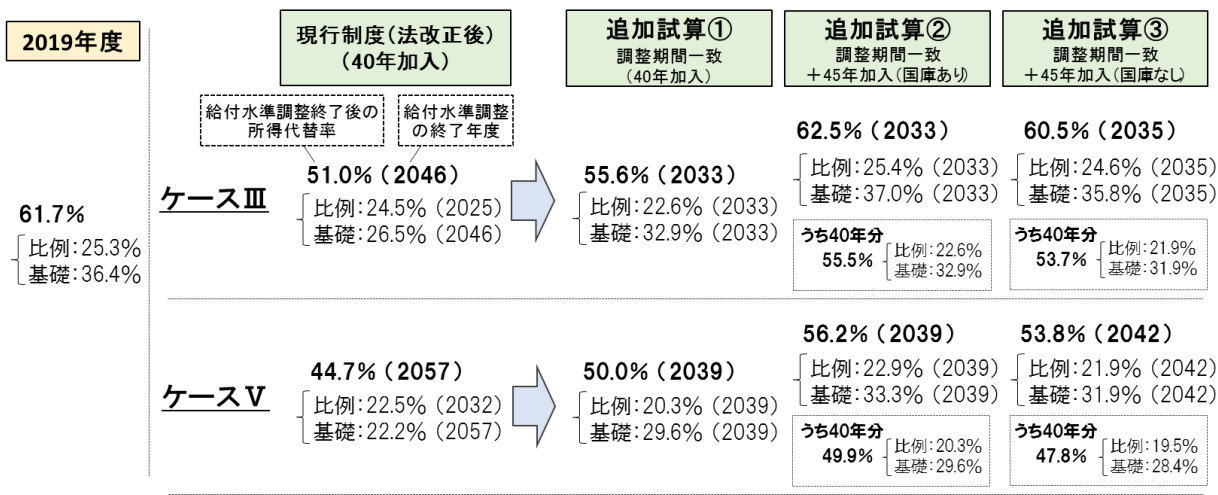 2019年度
現行制度(法改正後)
(40年加入)
追加試算①
調整期間一致
(40年加入)
追加試算②
調整期間一致
+45年加入(国庫あり)
追加試算③
調整期間一致
+45年加入(国庫なし)
給付水準調整終了後の
所得代替率
給付水準調整
の終了年度
61.7%
比例:25.3%
基礎:36.4%
ケースⅢ
51.0%(2046)
比例:24.5%(2025)
基礎:26.5%(2046)
55.6%(2033)
比例:22.6%(2033)
基礎:32.9%(2033)
62.5%(2033)
比例:25.4%(2033)
基礎:37.0%(2033)
うち40年分
55.5%
比例:22.6%
基礎:32.9%
60.5%(2035)
比例:24.6%(2035)
基礎:35.8%(2035)
うち40年分
53.7%
比例:21.9%
基礎:31.9%
ケースⅤ
44.7%(2057)
比例:22.5%(2032)
基礎:22.2%(2057)
50.0%(2039)
比例:20.3%(2039)
基礎:29.6%(2039)
56.2%(2039)
比例:22.9%(2039)
基礎:33.3%(2039)
うち40年分
49.9%
比例:20.3%
基礎:29.6%
53.8%(2042)
比例:21.9%(2042)
基礎:31.9%(2042)
うち40年分
47.8%
比例:19.5%
基礎:28.4%